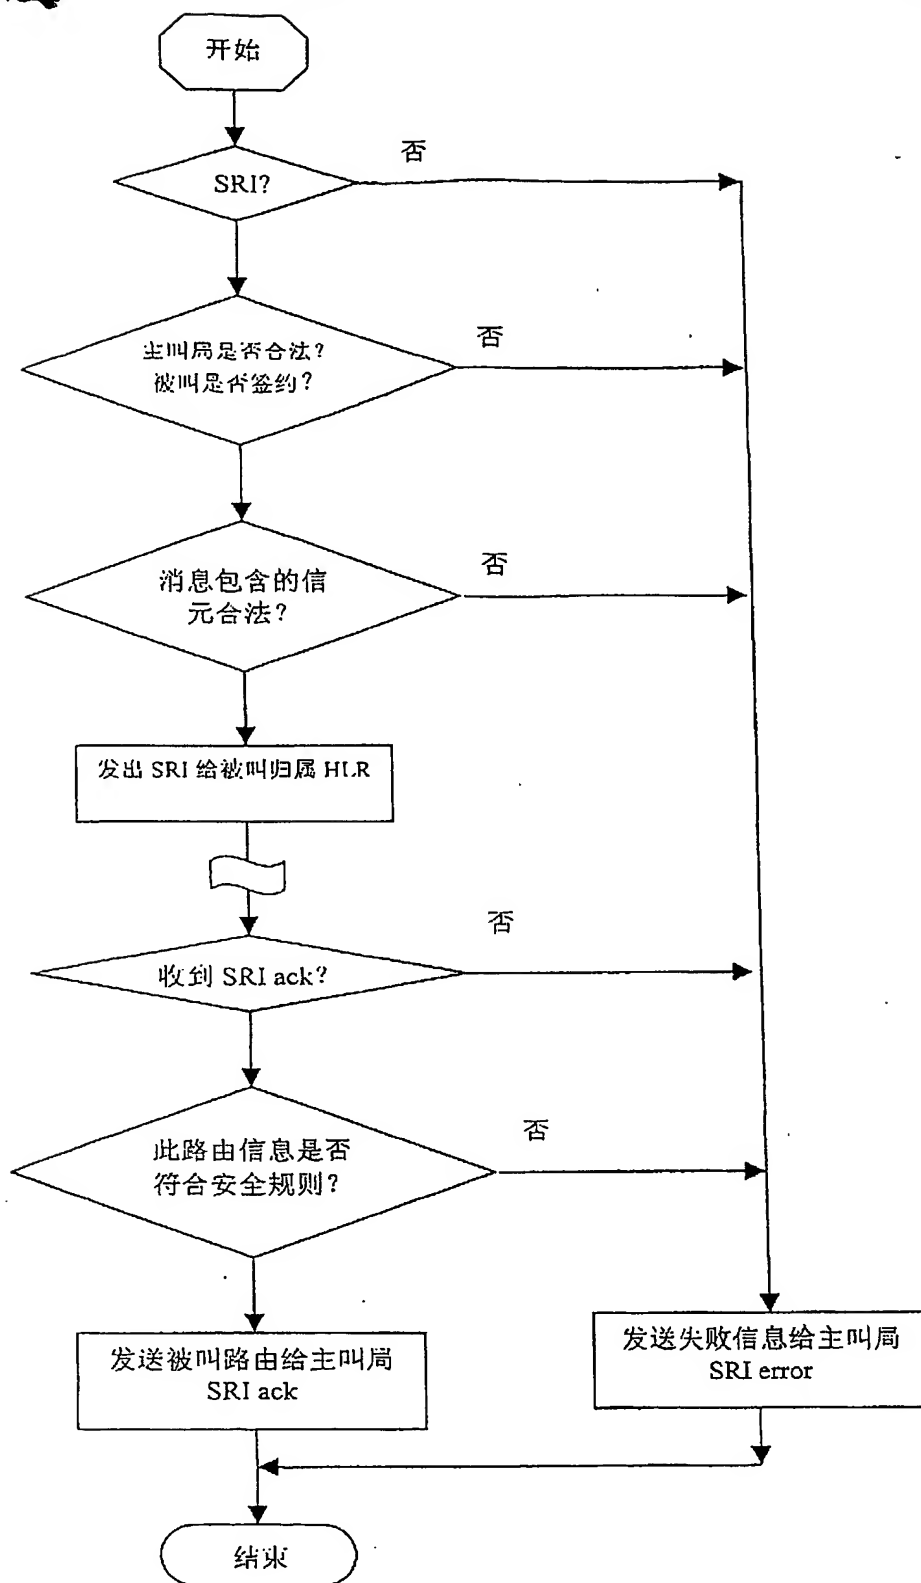 开始
否
SRI?
否
主叫局是否合法?
被叫是否签约?
否
消息包含的信
元合法?
发出 SRI 给被叫归属 HLR
否
收到 SRI ack?
否
此路由信息是否
符合安全规则?
发送失败信息给主叫局
SRI error
发送被叫路由给主叫局
SRI ack
结束